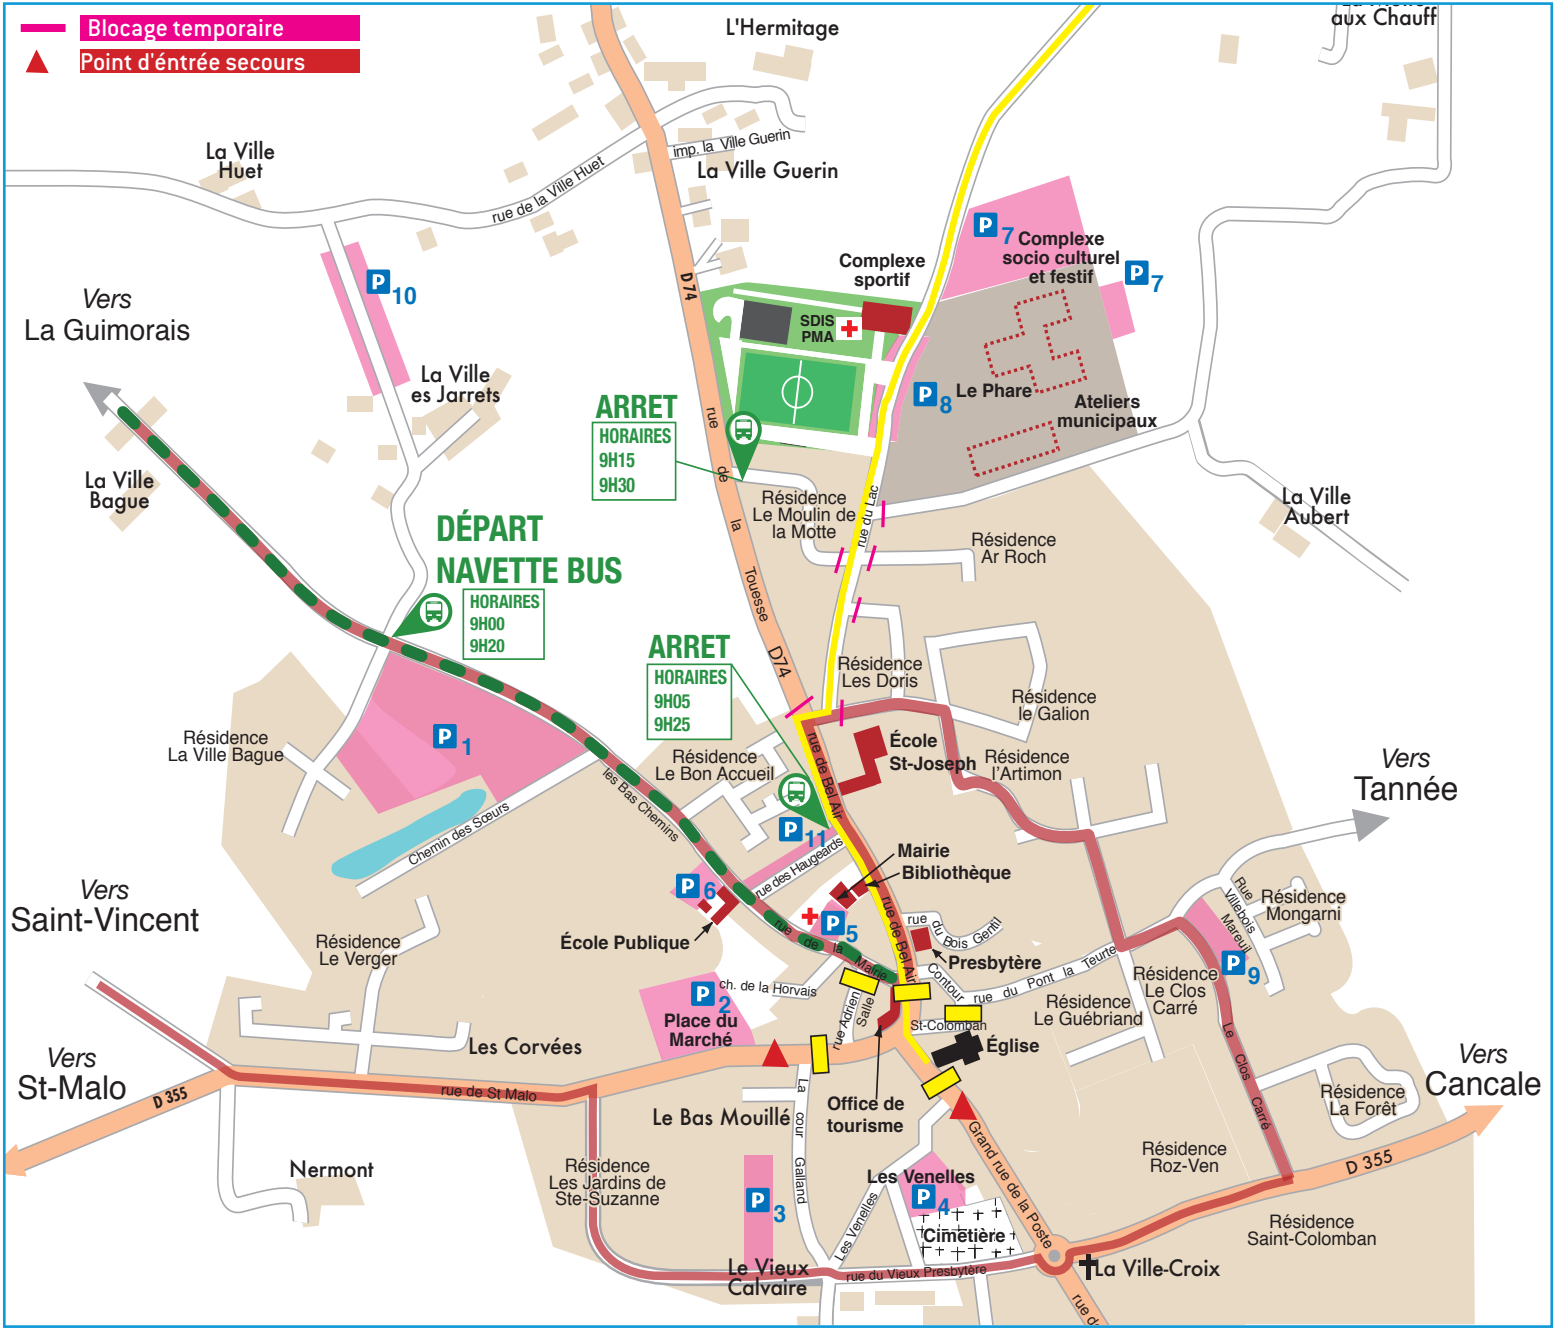 Blocage temporaire
Point d'éntrée secours
L'Hermitage
aux Chauff
La Ville
Huet
imp. la Ville Guerin
La Ville Guerin
rue de la Ville Huet
P 7
Complexe
socio culturel
et festif
P 7
Complexe
sportif
D 74
P 10
Vers
La Guimorais
SDIS
PMA
La Ville
es Jarrets
P 8
Le Phare
Ateliers
municipaux
ARRET
HORAIRES
9H15
9H30
rue de la Touesse
La Ville
Bague
Résidence
Le Moulin de
la Motte
rue du Lac
La Ville
Aubert
DÉPART
NAVETTE BUS
HORAIRES
9H00
9H20
Résidence
Ar Roch
ARRET
HORAIRES
9H05
9H25
D74
Résidence
Les Doris
Résidence
le Galion
Résidence
La Ville Bague
P 1
Résidence
Le Bon Accueil
rue de Bel Air
École
St-Joseph
Résidence
l'Artimon
Vers
Tannée
les Bas Chemins
Chemin des Sœurs
P 11
rue des Haugeards
Mairie
Bibliothèque
P 6
Vers
Saint-Vincent
École Publique
P 5
rue de la Mairie
rue de Bel Air
rue du Bois Gentil
Presbytère
Rue Villebois Mareuil
Résidence
Mongarni
Résidence
Le Verger
P 9
Contour
St-Colomban
rue du Pont la Teurte
Résidence
Le Clos
Carré
Résidence
Le Guébriand
ch. de la Horvais
P 2
Place du
Marché
rue Adrien
Salle
Les Corvées
Église
Le Clos Carré
Vers
St-Malo
D 355
rue de St Malo
Vers
Cancale
Le Bas Mouillé
La cour Galland
Office de
tourisme
Résidence
La Forêt
Nermont
Résidence
Les Jardins de
Ste-Suzanne
Grand rue de la Poste
Résidence
Roz-Ven
D 355
Les Venelles
P 4
P 3
Les Venelles
Cimetière
Résidence
Saint-Colomban
Le Vieux
Calvaire
rue du Vieux Presbytère
La Ville-Croix
rue d